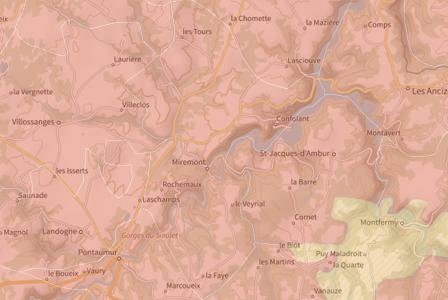 la Chomette
la Mazière
Comps
les Tours
Laurière
Lasciouve
la Vergnette
Les Ancize
Villeclos
Villossanges
Confolant
Montavert
Miremont
St-Jacques-d'Ambur
les Isserts
Rochemaux
la Barre
Saunade
Laschamps
le Veyrial
Cornet
Montfermy
Magnol
Landogne
Gorges du Sioulet
Pontaumur
le Blot
Puy Maladroit
les Martins
la Quarte
le Boueix
Vaury
la Faye
Marcoueix
Vanauze